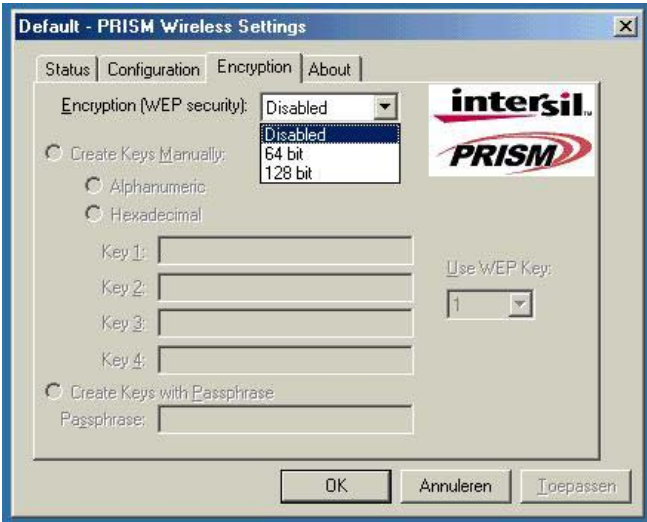 Default - PRISM Wireless Settings
Status Configuration Encryption About
Encryption (WEP security): Disabled
Disabled
64 bit
128 bit
intersil™
PRISM
Create Keys Manually:
Alphanumeric
Hexadecimal
Key 1:
Key 2:
Key 3:
Key 4:
Use WEP Key:
1
Create Keys with Passphrase
Passphrase:
OK Annuleren Toepassen